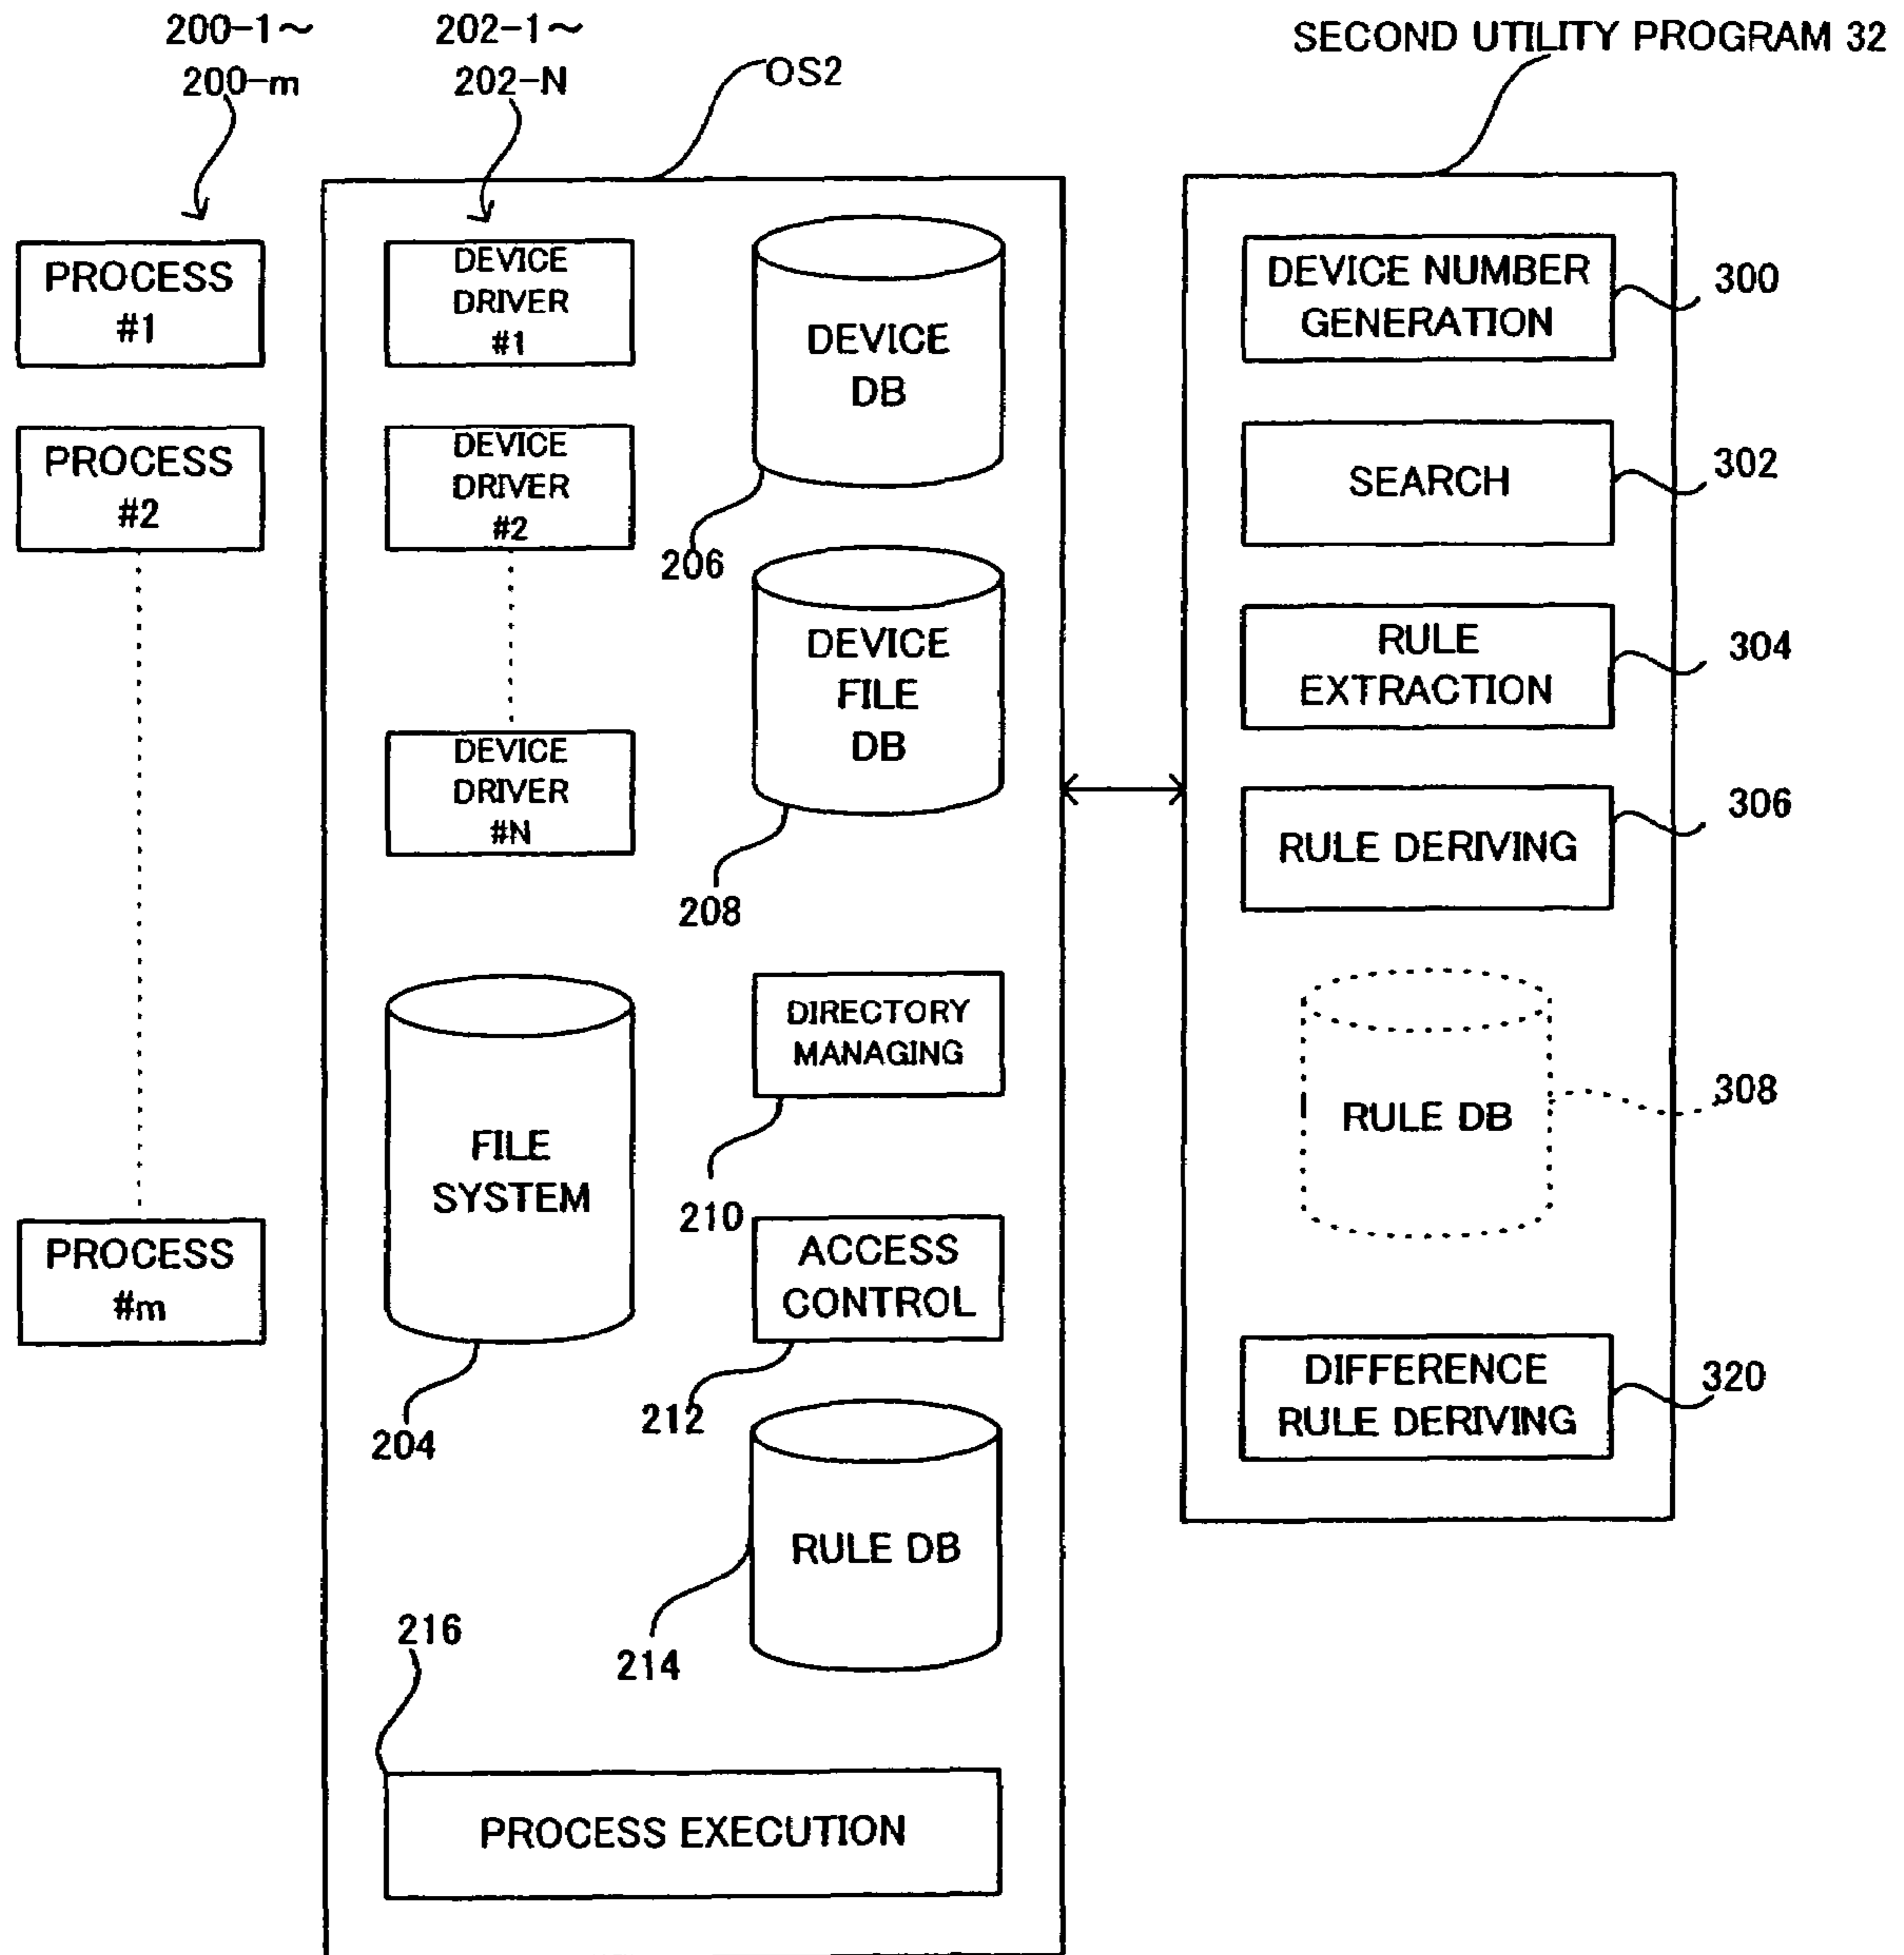 200-1~
200-m
202-1~
202-N
OS2
SECOND UTILITY PROGRAM 32
PROCESS
#1
PROCESS
#2
PROCESS
#m
DEVICE
DRIVER
#1
DEVICE
DRIVER
#2
DEVICE
DRIVER
#N
DEVICE
DB
206
DEVICE
FILE
DB
208
FILE
SYSTEM
204
DIRECTORY
MANAGING
210
ACCESS
CONTROL
212
RULE DB
214
216
PROCESS EXECUTION
DEVICE NUMBER
GENERATION
300
SEARCH
302
RULE
EXTRACTION
304
RULE DERIVING
306
RULE DB
308
DIFFERENCE
RULE DERIVING
320